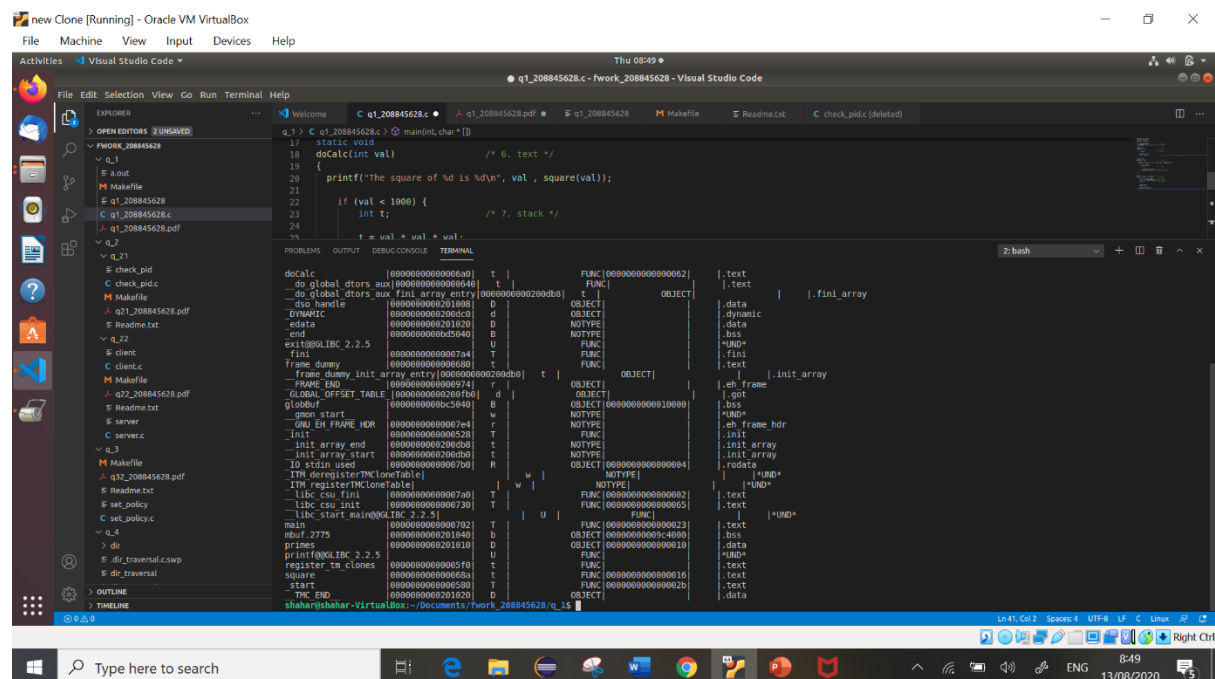 new Clone [Running] - Oracle VM VirtualBox
File Machine View Input Devices Help
Activities Visual Studio Code Thu 08:49
q1_208845628.c - fwork_208845628 - Visual Studio Code
File Edit Selection View Go Run Terminal Help
EXPLORER
OPEN EDITORS 2 UNSAVED
FWORK_208845628
q_1
a.out
Makefile
q1_208845628
q1_208845628.c
q1_208845628.pdf
q_2
q_21
check_pid
check_pid.c
Makefile
q21_208845628.pdf
Readme.txt
q_22
client
client.c
Makefile
q22_208845628.pdf
Readme.txt
server
server.c
q_3
Makefile
q32_208845628.pdf
Readme.txt
set_policy
set_policy.c
q_4
dir
.dir_traversal.c.swp
dir_traversal
OUTLINE
TIMELINE
Welcome q1_208845628.c q1_208845628.pdf q1_208845628 Makefile Readme.txt check_pid.c (deleted)
q_1 > q1_208845628.c > main(int, char * [])
17 static void
18 doCalc(int val) /* 6. text */
19 {
20 printf("The square of %d is %d\n", val , square(val));
21
22 if (val < 1000) {
23 int t; /* 7. stack */
24
25 t = val * val * val;
PROBLEMS OUTPUT DEBUG CONSOLE TERMINAL 2: bash
doCalc |00000000000006a0| t | FUNC|0000000000000062| |.text
__do_global_dtors_aux|0000000000000640| t | FUNC| | |.text
__do_global_dtors_aux_fini_array_entry|0000000000200db8| t | OBJECT| | |.fini_array
__dso_handle |0000000000201008| D | OBJECT| | |.data
_DYNAMIC |0000000000200dc0| d | OBJECT| | |.dynamic
_edata |0000000000201020| D | NOTYPE| | |.data
_end |0000000000bd5040| B | NOTYPE| | |.bss
exit@@GLIBC_2.2.5 | | U | FUNC| | |*UND*
_fini |00000000000007a4| T | FUNC| | |.fini
frame_dummy |0000000000000680| t | FUNC| | |.text
__frame_dummy_init_array_entry|0000000000200db0| t | OBJECT| | |.init_array
__FRAME_END__ |0000000000000974| r | OBJECT| | |.eh_frame
_GLOBAL_OFFSET_TABLE_|0000000000200fb0| d | OBJECT| | |.got
globBuf |0000000000bc5040| B | OBJECT|0000000000010000| |.bss
__gmon_start__ | | w | NOTYPE| | |*UND*
__GNU_EH_FRAME_HDR |00000000000007e4| r | NOTYPE| | |.eh_frame_hdr
_init |0000000000000528| T | FUNC| | |.init
__init_array_end |0000000000200db8| t | NOTYPE| | |.init_array
__init_array_start |0000000000200db0| t | NOTYPE| | |.init_array
_IO_stdin_used |00000000000007b0| R | OBJECT|0000000000000004| |.rodata
_ITM_deregisterTMCloneTable| | w | NOTYPE| | |*UND*
_ITM_registerTMCloneTable| | w | NOTYPE| | |*UND*
__libc_csu_fini |00000000000007a0| T | FUNC|0000000000000002| |.text
__libc_csu_init |0000000000000730| T | FUNC|0000000000000065| |.text
__libc_start_main@@GLIBC_2.2.5| | U | FUNC| | |*UND*
main |0000000000000702| T | FUNC|0000000000000023| |.text
mbuf.2775 |0000000000201040| b | OBJECT|00000000009c4000| |.bss
primes |0000000000201010| D | OBJECT|0000000000000010| |.data
printf@@GLIBC_2.2.5 | | U | FUNC| | |*UND*
register_tm_clones |00000000000005f0| t | FUNC| | |.text
square |000000000000068a| t | FUNC|0000000000000016| |.text
_start |0000000000000580| T | FUNC|000000000000002b| |.text
__TMC_END__ |0000000000201020| D | OBJECT| | |.data
shahar@shahar-VirtualBox:~/Documents/fwork_208845628/q_1$
0 0 Ln 41, Col 2 Spaces: 4 UTF-8 LF C Linux
Right Ctrl
Type here to search ENG 8:49
13/08/2020